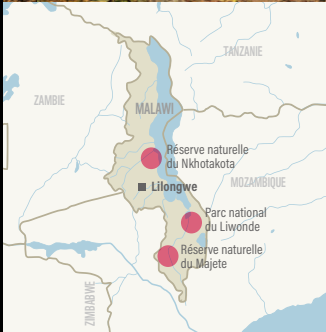 TANZANIE
ZAMBIE
MALAWI
Réserve naturelle
du Nkhotakota
Lilongwe
MOZAMBIQUE
Parc national
du Liwonde
Réserve naturelle
du Majete
ZIMBABWE